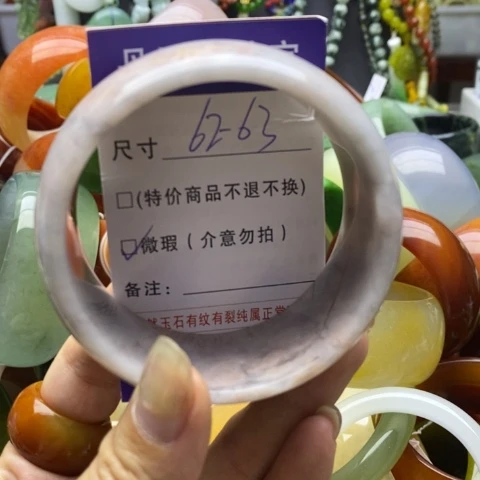 尺寸 62-63
□(特价商品不退不换)
☑微瑕(介意勿拍)
备注:
玉石有纹有裂纯属正常